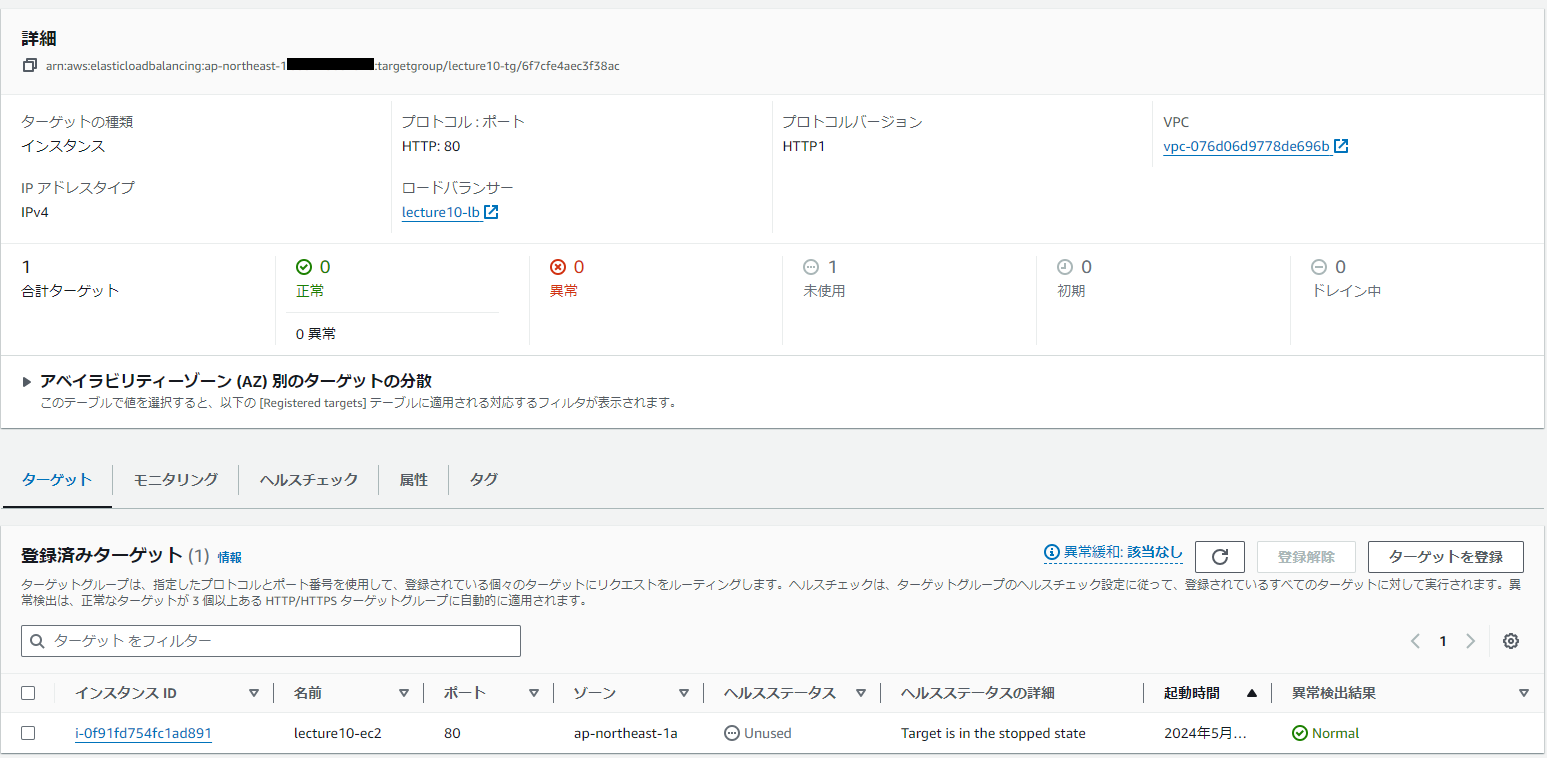 詳細
arn:aws:elasticloadbalancing:ap-northeast-1 :targetgroup/lecture10-tg/6f7cfe4aec3f38ac
ターゲットの種類
インスタンス
プロトコル : ポート
HTTP: 80
プロトコルバージョン
HTTP1
VPC
vpc-076d06d9778de696b
IP アドレスタイプ
IPv4
ロードバランサー
lecture10-lb
1
合計ターゲット
0
正常
0 異常
0
異常
1
未使用
0
初期
0
ドレイン中
アベイラビリティーゾーン (AZ) 別のターゲットの分散
このテーブルで値を選択すると、以下の [Registered targets] テーブルに適用される対応するフィルタが表示されます。
ターゲット モニタリング ヘルスチェック 属性 タグ
登録済みターゲット (1) 情報
異常緩和: 該当なし
登録解除
ターゲットを登録
ターゲットグループは、指定したプロトコルとポート番号を使用して、登録されている個々のターゲットにリクエストをルーティングします。ヘルスチェックは、ターゲットグループのヘルスチェック設定に従って、登録されているすべてのターゲットに対して実行されます。異
常検出は、正常なターゲットが 3 個以上ある HTTP/HTTPS ターゲットグループに自動的に適用されます。
ターゲット をフィルター
1
インスタンス ID 名前 ポート ゾーン ヘルスステータス ヘルスステータスの詳細 起動時間 異常検出結果
i-0f91fd754fc1ad891 lecture10-ec2 80 ap-northeast-1a Unused Target is in the stopped state 2024年5月... Normal